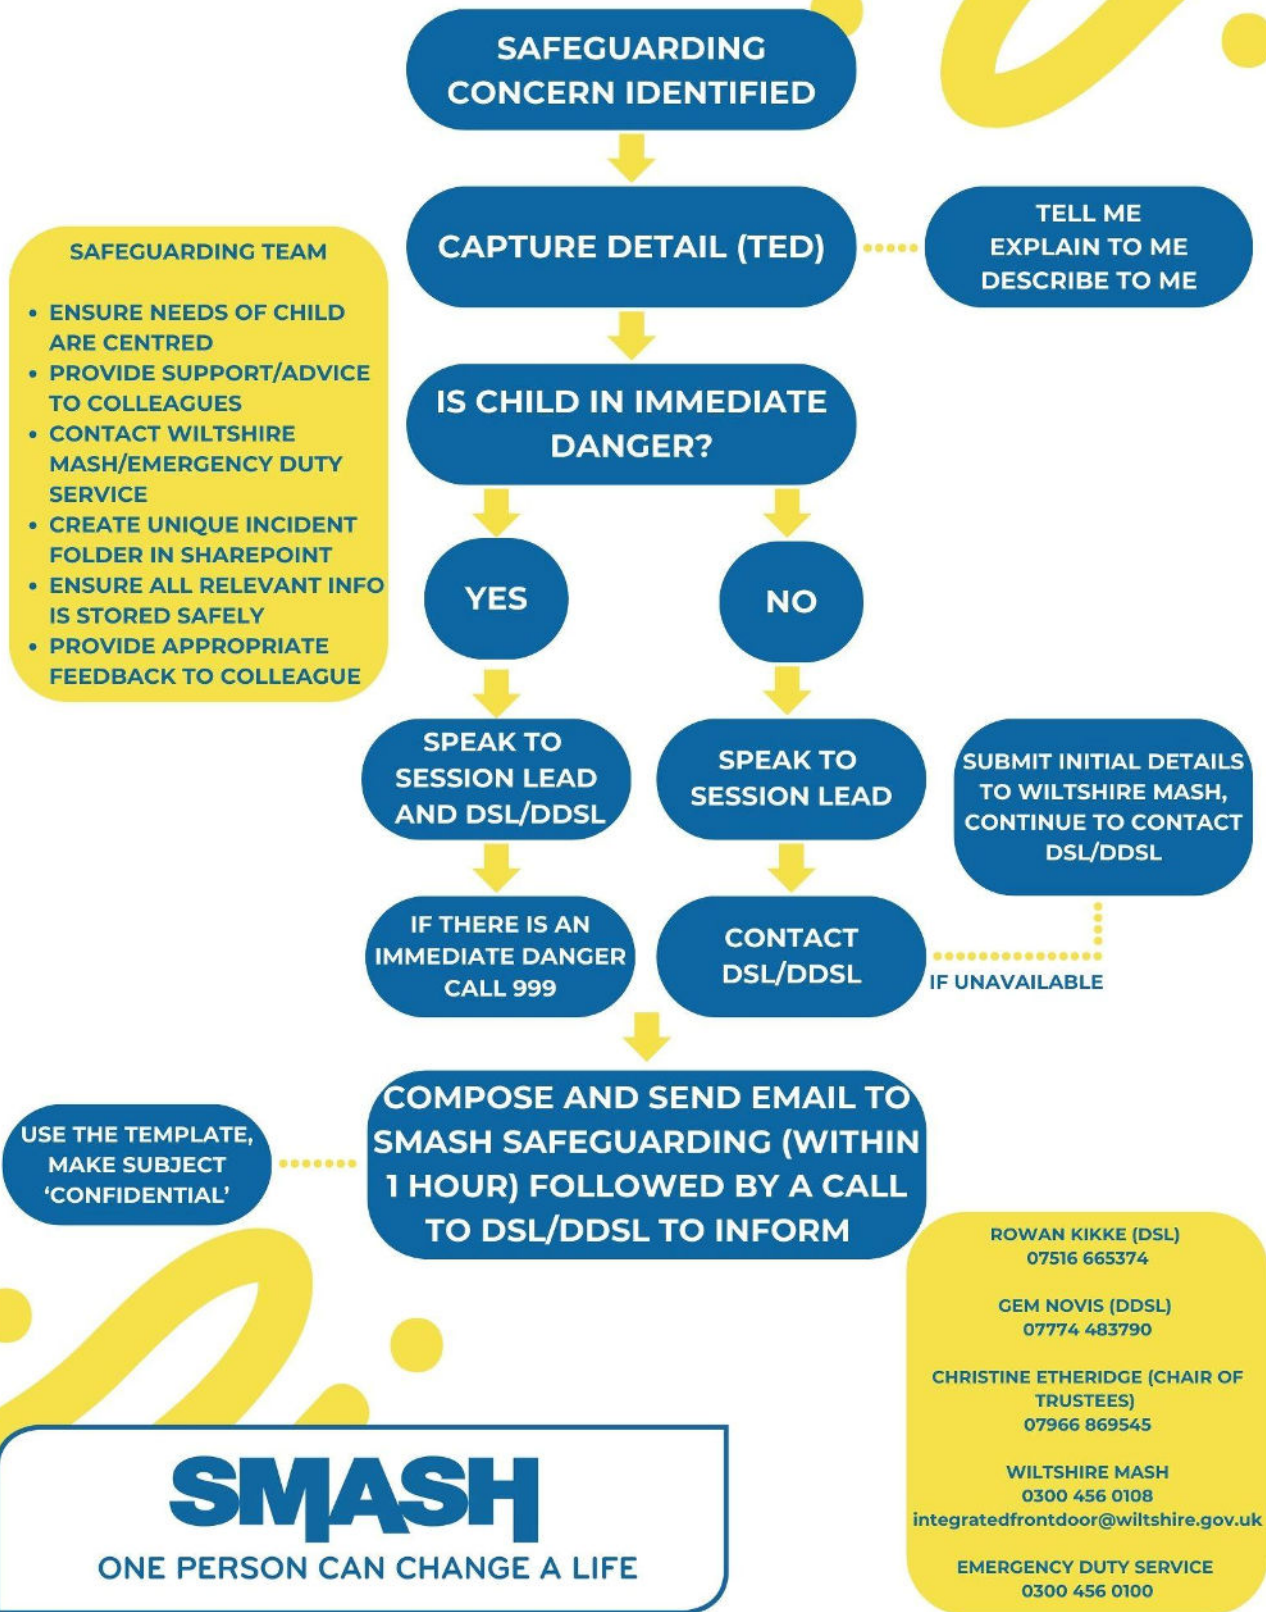 SAFEGUARDING
CONCERN IDENTIFIED
CAPTURE DETAIL (TED)
TELL ME
EXPLAIN TO ME
DESCRIBE TO ME
SAFEGUARDING TEAM
• ENSURE NEEDS OF CHILD
ARE CENTRED
• PROVIDE SUPPORT/ADVICE
TO COLLEAGUES
• CONTACT WILTSHIRE
MASH/EMERGENCY DUTY
SERVICE
• CREATE UNIQUE INCIDENT
FOLDER IN SHAREPOINT
• ENSURE ALL RELEVANT INFO
IS STORED SAFELY
• PROVIDE APPROPRIATE
FEEDBACK TO COLLEAGUE
IS CHILD IN IMMEDIATE
DANGER?
YES
NO
SPEAK TO
SESSION LEAD
AND DSL/DDSL
SPEAK TO
SESSION LEAD
SUBMIT INITIAL DETAILS
TO WILTSHIRE MASH,
CONTINUE TO CONTACT
DSL/DDSL
IF THERE IS AN
IMMEDIATE DANGER
CALL 999
CONTACT
DSL/DDSL
IF UNAVAILABLE
COMPOSE AND SEND EMAIL TO
SMASH SAFEGUARDING (WITHIN
1 HOUR) FOLLOWED BY A CALL
TO DSL/DDSL TO INFORM
USE THE TEMPLATE,
MAKE SUBJECT
‘CONFIDENTIAL’
ROWAN KIKKE (DSL)
07516 665374
GEM NOVIS (DDSL)
07774 483790
CHRISTINE ETHERIDGE (CHAIR OF
TRUSTEES)
07966 869545
WILTSHIRE MASH
0300 456 0108
integratedfrontdoor@wiltshire.gov.uk
EMERGENCY DUTY SERVICE
0300 456 0100
SMASH
ONE PERSON CAN CHANGE A LIFE